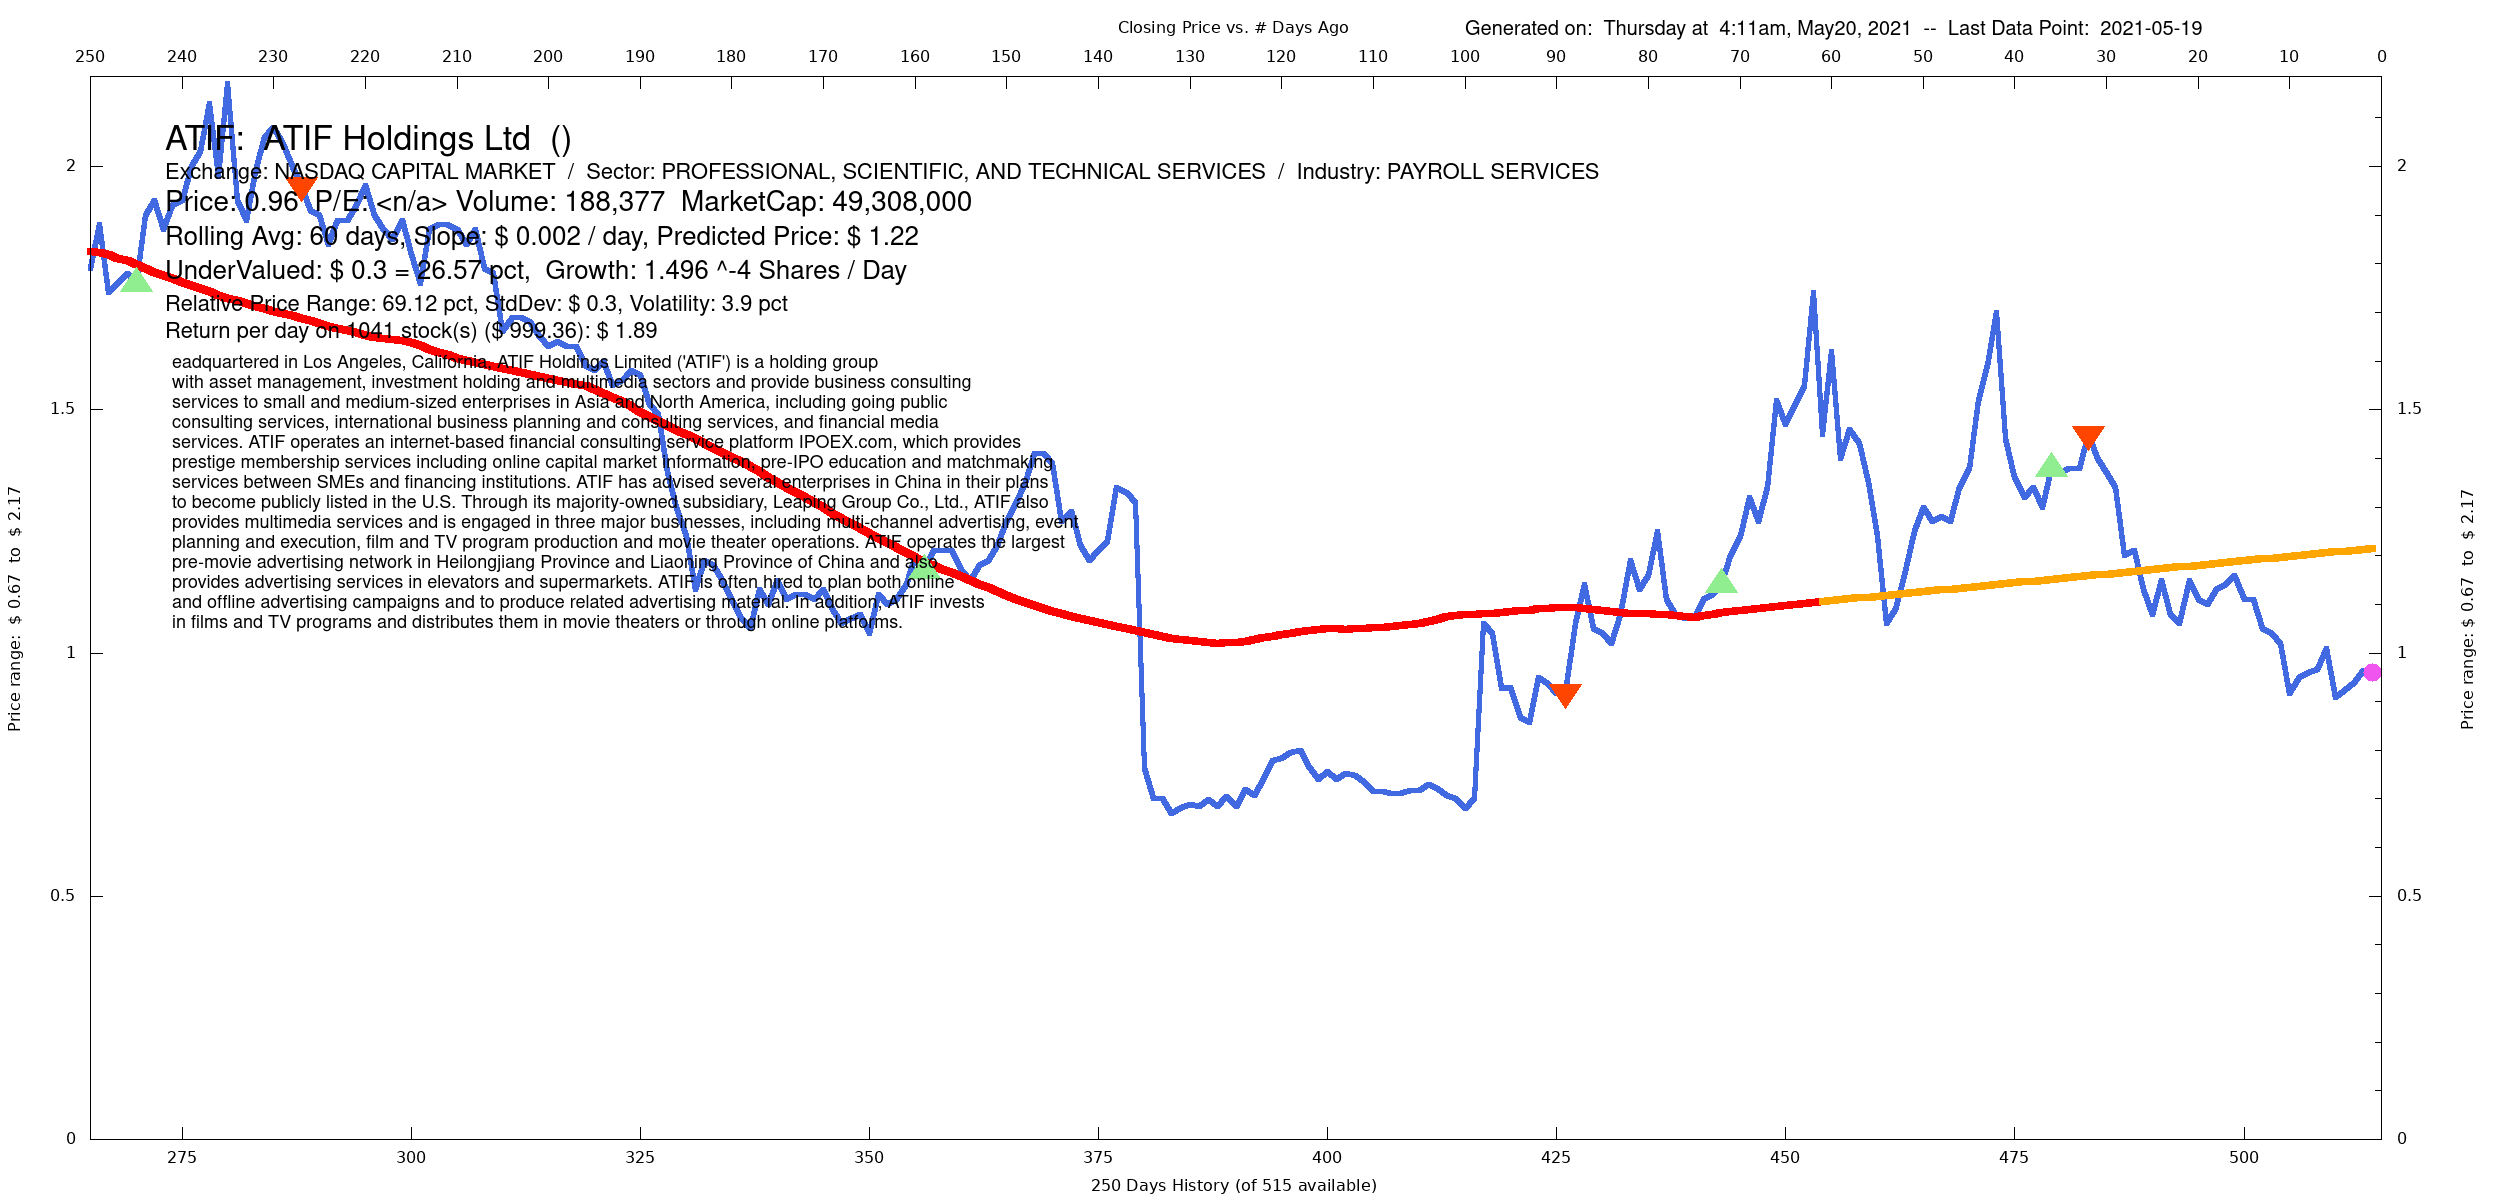 Closing Price vs. # Days Ago
Generated on:  Thursday at  4:11am, May20, 2021  --  Last Data Point:  2021-05-19
250 240 230 220 210 200 190 180 170 160 150 140 130 120 110 100 90 80 70 60 50 40 30 20 10 0
ATIF:  ATIF Holdings Ltd  ()
Exchange: NASDAQ CAPITAL MARKET  /  Sector: PROFESSIONAL, SCIENTIFIC, AND TECHNICAL SERVICES  /  Industry: PAYROLL SERVICES
Price: 0.96  P/E: <n/a> Volume: 188,377  MarketCap: 49,308,000
Rolling Avg: 60 days, Slope: $ 0.002 / day, Predicted Price: $ 1.22
UnderValued: $ 0.3 = 26.57 pct,  Growth: 1.496 ^-4 Shares / Day
Relative Price Range: 69.12 pct, StdDev: $ 0.3, Volatility: 3.9 pct
Return per day on 1041 stock(s) ($ 999.36): $ 1.89
eadquartered in Los Angeles, California, ATIF Holdings Limited ('ATIF') is a holding group
with asset management, investment holding and multimedia sectors and provide business consulting
services to small and medium-sized enterprises in Asia and North America, including going public
consulting services, international business planning and consulting services, and financial media
services. ATIF operates an internet-based financial consulting service platform IPOEX.com, which provides
prestige membership services including online capital market information, pre-IPO education and matchmaking
services between SMEs and financing institutions. ATIF has advised several enterprises in China in their plans
to become publicly listed in the U.S. Through its majority-owned subsidiary, Leaping Group Co., Ltd., ATIF also
provides multimedia services and is engaged in three major businesses, including multi-channel advertising, event
planning and execution, film and TV program production and movie theater operations. ATIF operates the largest
pre-movie advertising network in Heilongjiang Province and Liaoning Province of China and also
provides advertising services in elevators and supermarkets. ATIF is often hired to plan both online
and offline advertising campaigns and to produce related advertising material. In addition, ATIF invests
in films and TV programs and distributes them in movie theaters or through online platforms.
2
1.5
1
0.5
0
Price range:  $ 0.67  to  $ 2.17
2
1.5
1
0.5
0
Price range: $ 0.67  to  $ 2.17
275 300 325 350 375 400 425 450 475 500
250 Days History (of 515 available)